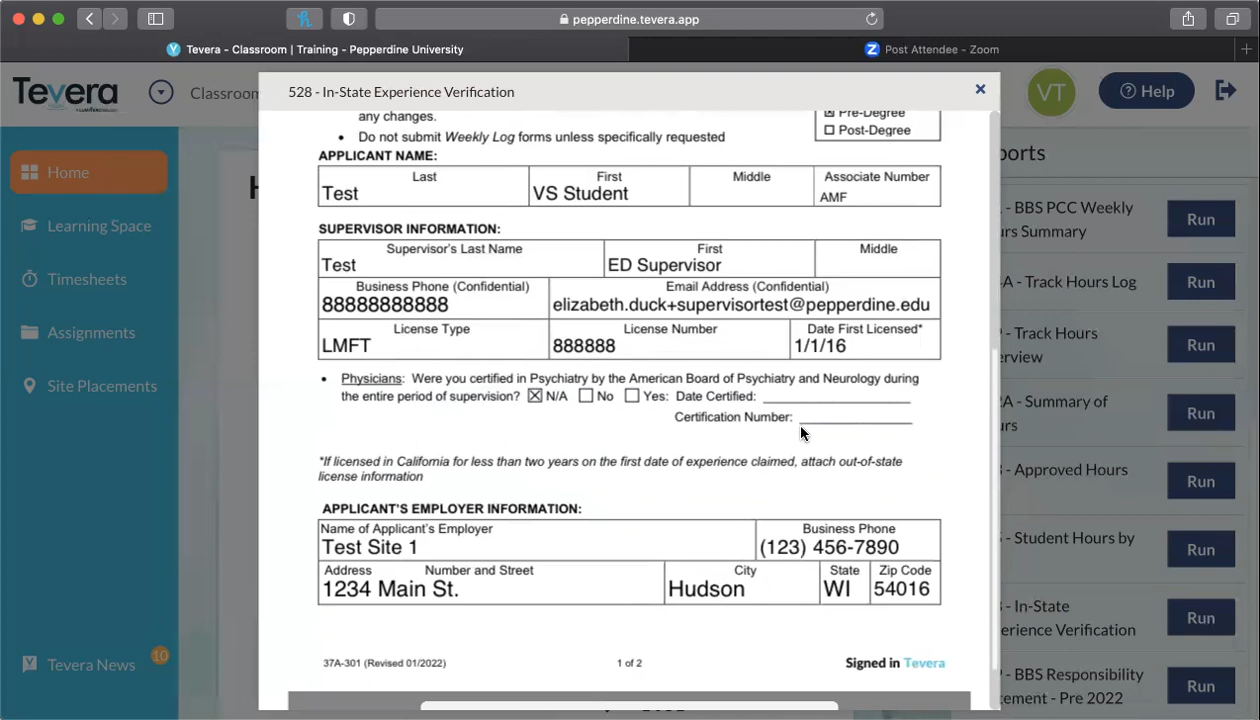 pepperdine.tevera.app
Tevera - Classroom | Training - Pepperdine University
Post Attendee - Zoom
Tevera
Classroom
VT
Help
528 - In-State Experience Verification
Home
Learning Space
Timesheets
Assignments
Site Placements
Tevera News
10
any changes.
• Do not submit Weekly Log forms unless specifically requested
Pre-Degree
Post-Degree
APPLICANT NAME:
Last First Middle Associate Number
Test VS Student AMF
SUPERVISOR INFORMATION:
Supervisor's Last Name First Middle
Test ED Supervisor
Business Phone (Confidential) Email Address (Confidential)
88888888888 elizabeth.duck+supervisortest@pepperdine.edu
License Type License Number Date First Licensed*
LMFT 888888 1/1/16
• Physicians: Were you certified in Psychiatry by the American Board of Psychiatry and Neurology during
the entire period of supervision? N/A No Yes: Date Certified:
Certification Number:
*If licensed in California for less than two years on the first date of experience claimed, attach out-of-state
license information
APPLICANT'S EMPLOYER INFORMATION:
Name of Applicant's Employer Business Phone
Test Site 1 (123) 456-7890
Address Number and Street City State Zip Code
1234 Main St. Hudson WI 54016
37A-301 (Revised 01/2022) 1 of 2 Signed in Tevera
ports
- BBS PCC Weekly
urs Summary
Run
-A - Track Hours Log
Run
- Track Hours
erview
Run
2A - Summary of
urs
Run
- Approved Hours
Run
- Student Hours by
Run
- In-State
erience Verification
Run
- BBS Responsibility
tement - Pre 2022
Run